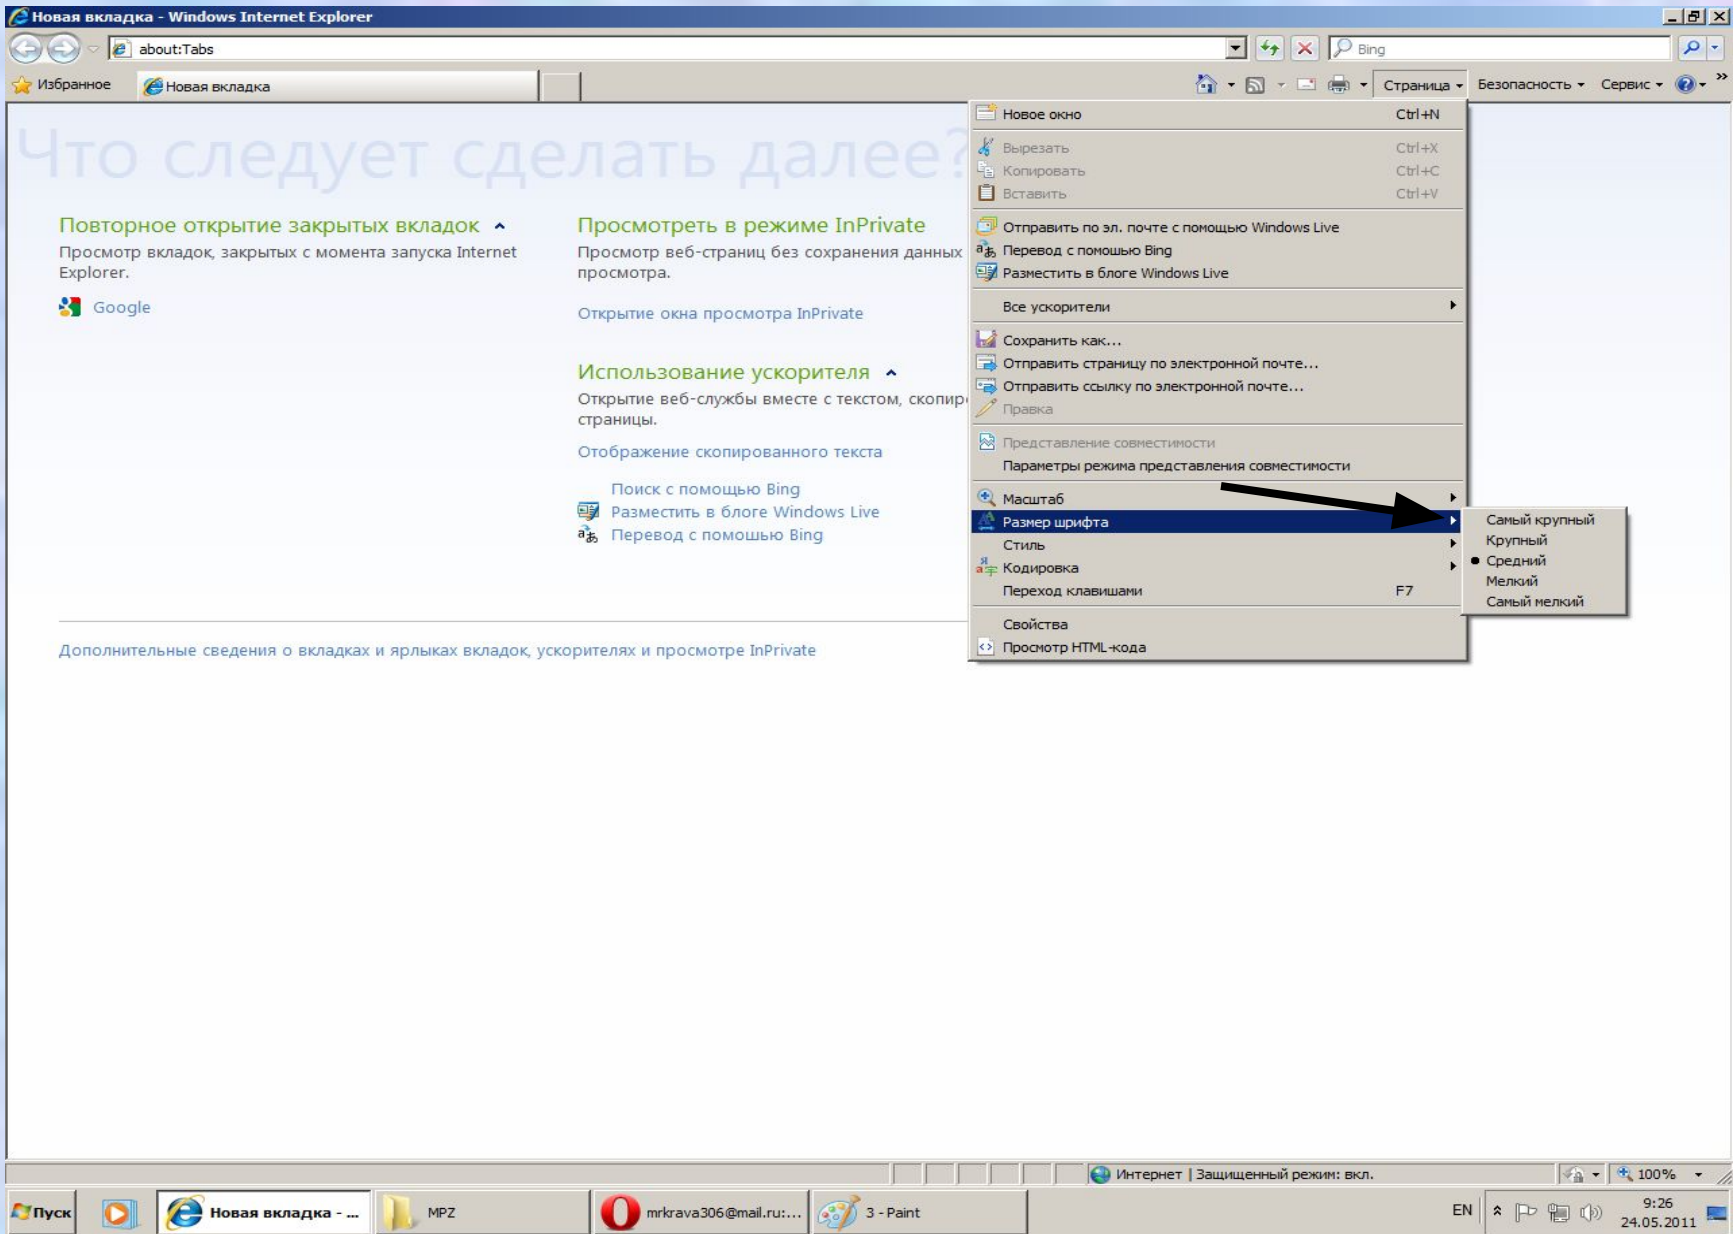 Новая вкладка - Windows Internet Explorer
about:Tabs
Bing
Избранное
Новая вкладка
Страница
Безопасность
Сервис
Что следует сделать далее?
Повторное открытие закрытых вкладок
Просмотр вкладок, закрытых с момента запуска Internet
Explorer.
Google
Просмотреть в режиме InPrivate
Просмотр веб-страниц без сохранения данных
просмотра.
Открытие окна просмотра InPrivate
Использование ускорителя
Открытие веб-службы вместе с текстом, скопир
страницы.
Отображение скопированного текста
Поиск с помощью Bing
Разместить в блоге Windows Live
Перевод с помошью Bing
Дополнительные сведения о вкладках и ярлыках вкладок, ускорителях и просмотре InPrivate
Новое окно Ctrl+N
Вырезать Ctrl+X
Копировать Ctrl+C
Вставить Ctrl+V
Отправить по эл. почте с помощью Windows Live
Перевод с помошью Bing
Разместить в блоге Windows Live
Все ускорители
Сохранить как...
Отправить страницу по электронной почте...
Отправить ссылку по электронной почте...
Правка
Представление совместимости
Параметры режима представления совместимости
Масштаб
Размер шрифта
Стиль
Кодировка
Переход клавишами F7
Свойства
Просмотр HTML-кода
Самый крупный
Крупный
Средний
Мелкий
Самый мелкий
Интернет | Защищенный режим: вкл.
100%
Пуск
Новая вкладка - ...
MPZ
mrkrava306@mail.ru:...
3 - Paint
EN
9:26
24.05.2011